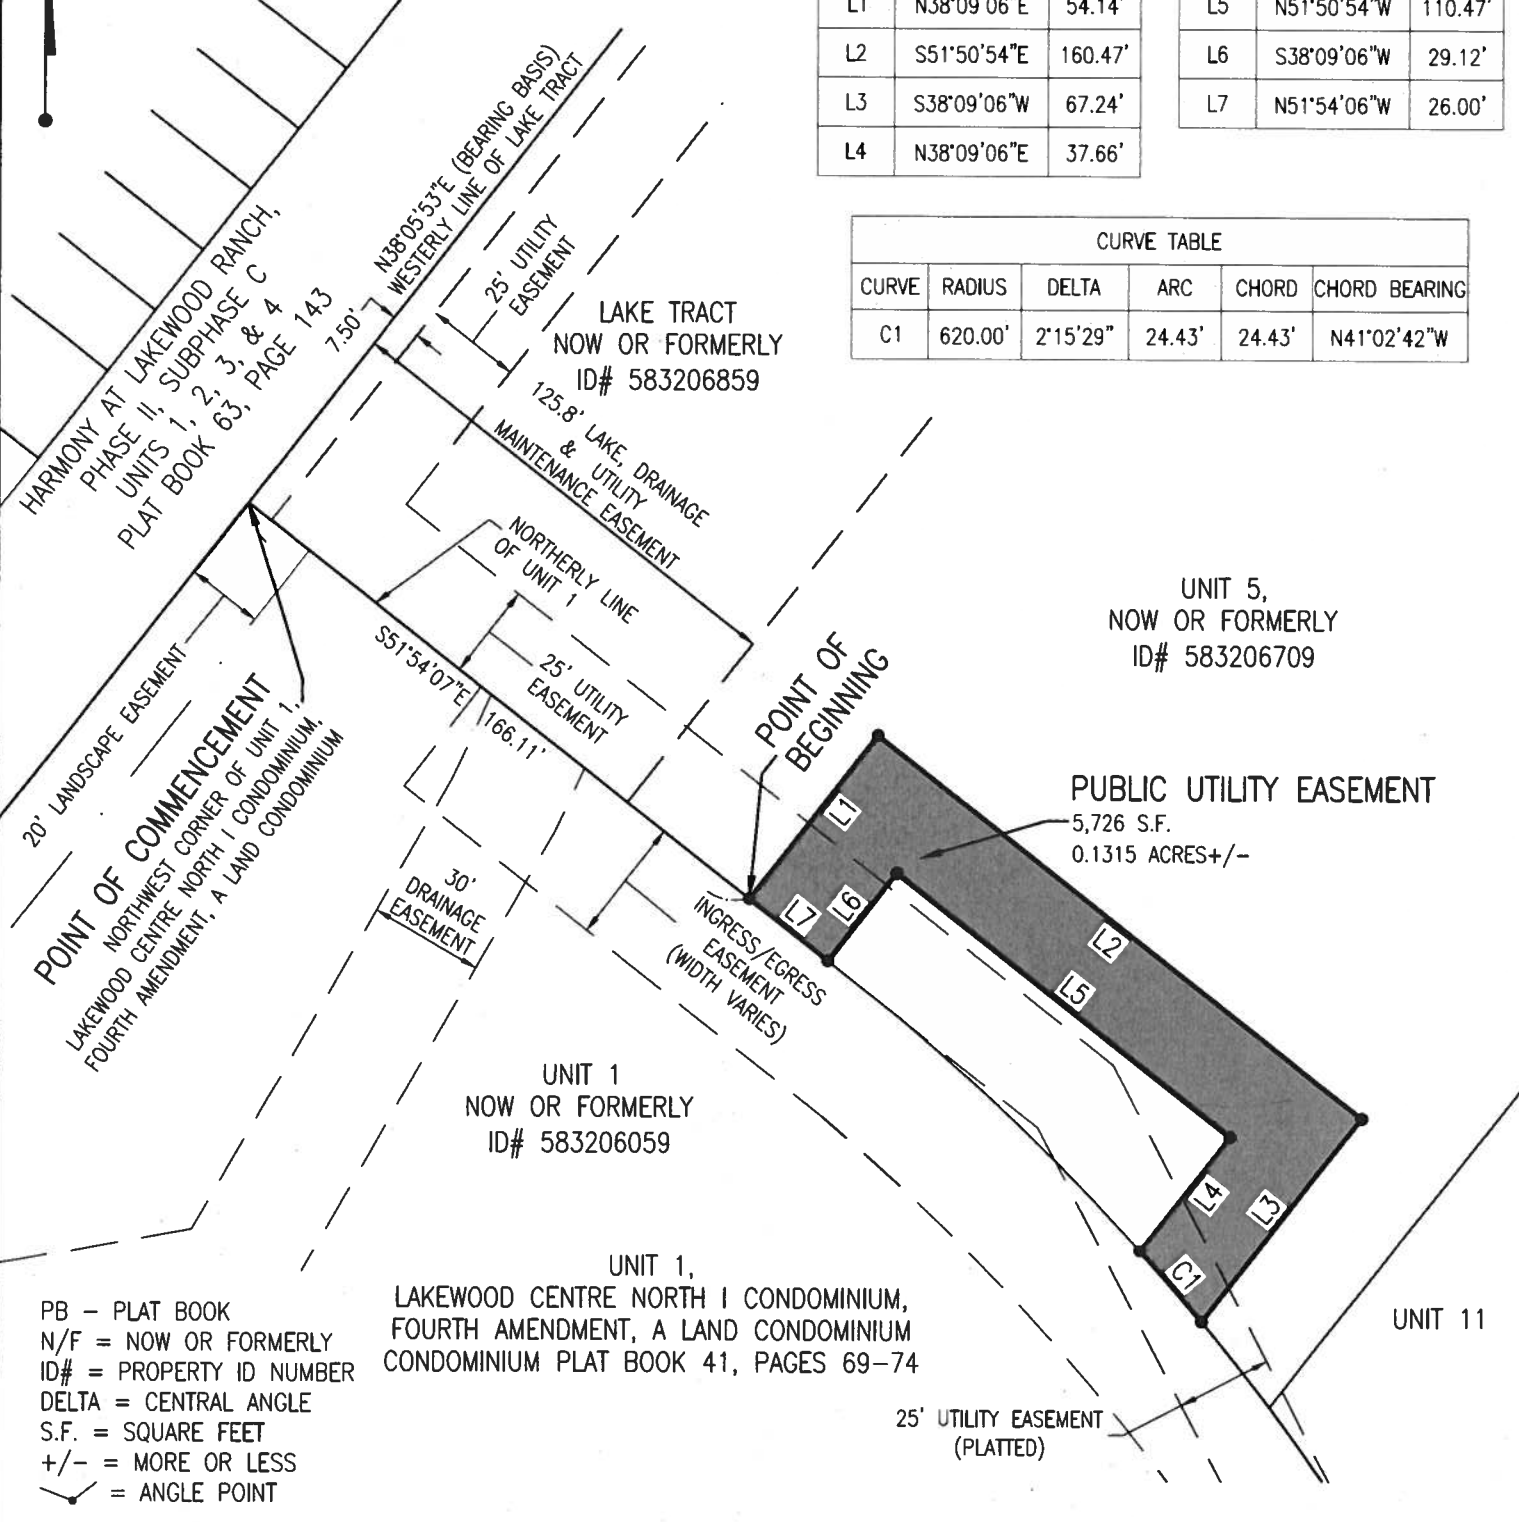 L1 N38°09'06"E 54.14'
L2 S51°50'54"E 160.47'
L3 S38°09'06"W 67.24'
L4 N38°09'06"E 37.66'
L5 N51°50'54"W 110.47'
L6 S38°09'06"W 29.12'
L7 N51°54'06"W 26.00'
CURVE TABLE
CURVE RADIUS DELTA ARC CHORD CHORD BEARING
C1 620.00' 2°15'29" 24.43' 24.43' N41°02'42"W
N38°05'53"E (BEARING BASIS)
WESTERLY LINE OF LAKE TRACT
HARMONY AT LAKEWOOD RANCH,
PHASE II, SUBPHASE C
UNITS 1, 2, 3, & 4
PLAT BOOK 63, PAGE 143
7.50'
25' UTILITY
EASEMENT
LAKE TRACT
NOW OR FORMERLY
ID# 583206859
125.8' LAKE, DRAINAGE
& UTILITY
MAINTENANCE EASEMENT
NORTHERLY LINE
OF UNIT 1
S51°54'07"E
166.11'
25' UTILITY
EASEMENT
20' LANDSCAPE EASEMENT
POINT OF COMMENCEMENT
NORTHWEST CORNER OF UNIT 1,
LAKEWOOD CENTRE NORTH I CONDOMINIUM,
FOURTH AMENDMENT, A LAND CONDOMINIUM
UNIT 5,
NOW OR FORMERLY
ID# 583206709
POINT OF
BEGINNING
PUBLIC UTILITY EASEMENT
5,726 S.F.
0.1315 ACRES+/-
L1
L2
L3
L4
L5
L6
L7
C1
30'
DRAINAGE
EASEMENT
INGRESS/EGRESS
EASEMENT
(WIDTH VARIES)
UNIT 1
NOW OR FORMERLY
ID# 583206059
UNIT 1,
LAKEWOOD CENTRE NORTH I CONDOMINIUM,
FOURTH AMENDMENT, A LAND CONDOMINIUM
CONDOMINIUM PLAT BOOK 41, PAGES 69-74
UNIT 11
25' UTILITY EASEMENT
(PLATTED)
PB - PLAT BOOK
N/F = NOW OR FORMERLY
ID# = PROPERTY ID NUMBER
DELTA = CENTRAL ANGLE
S.F. = SQUARE FEET
+/- = MORE OR LESS
= ANGLE POINT